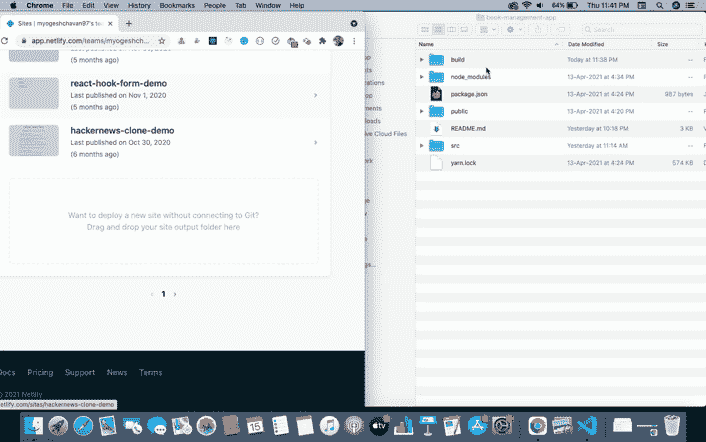 Chrome File Edit View History Bookmarks People Tab Window Help
64% Thu 11:41 PM
Sites | myogeshchavan97's te
app.netlify.com/teams/myogeshch...
(5 months ago)
react-hook-form-demo
Last published on Nov 1, 2020
(5 months ago)
hackernews-clone-demo
Last published on Oct 30, 2020
(6 months ago)
Want to deploy a new site without connecting to Git?
Drag and drop your site output folder here
1
Docs Pricing Support News Terms
2021 Netlify
netlify.com/sites/hackernews-clone-demo
book-management-app
Search
Name Date Modified Size
build Today at 11:38 PM --
node_modules 13-Apr-2021 at 4:34 PM --
package.json 13-Apr-2021 at 4:24 PM 987 bytes
public 13-Apr-2021 at 4:20 PM --
README.md Yesterday at 10:18 PM 3 KB
src Yesterday at 11:14 AM --
yarn.lock 13-Apr-2021 at 4:24 PM 574 KB
ments
loads
ive Cloud Files
gs...
15
tv